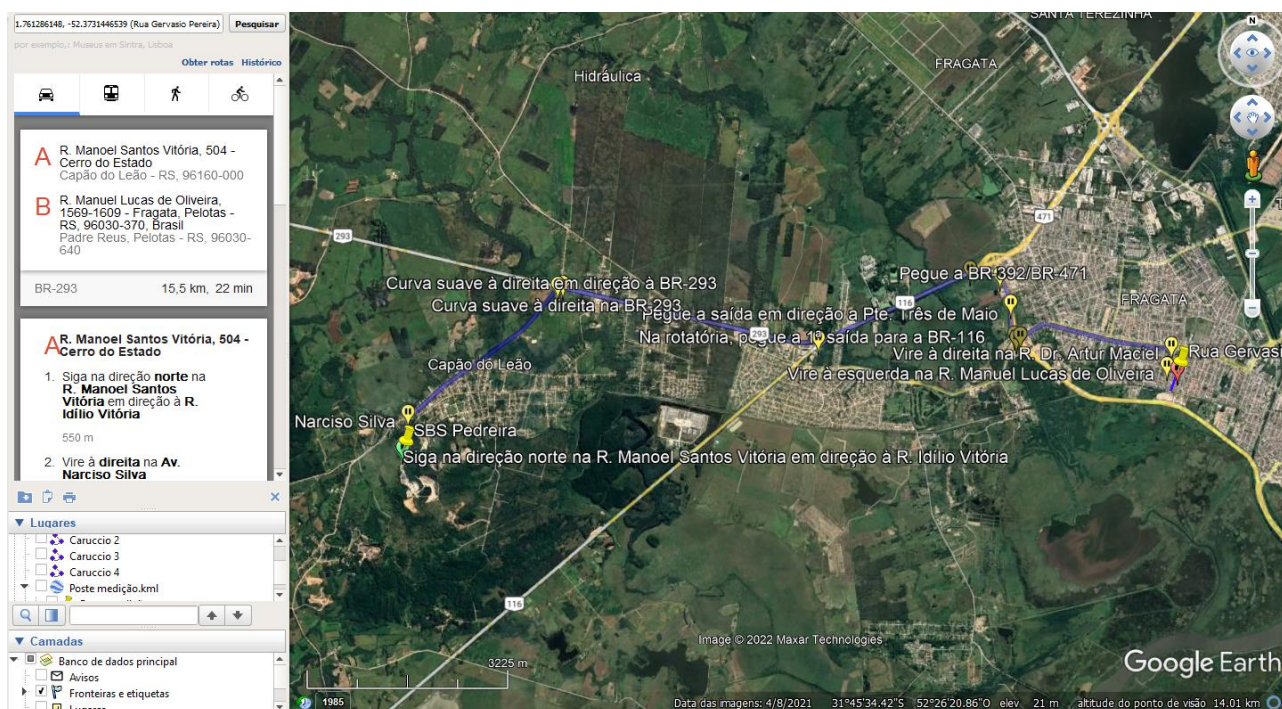 1.761286148, -52.3731446539 (Rua Gervasio Pereira)
Pesquisar
por exemplo,: Museus em Sintra, Lisboa
Obter rotas Histórico
A R. Manoel Santos Vitória, 504 -
Cerro do Estado
Capão do Leão - RS, 96160-000
B R. Manuel Lucas de Oliveira,
1569-1609 - Fragata, Pelotas -
RS, 96030-370, Brasil
Padre Reus, Pelotas - RS, 96030-
640
BR-293 15,5 km, 22 min
A R. Manoel Santos Vitória, 504 -
Cerro do Estado
1. Siga na direção norte na
R. Manoel Santos
Vitória em direção à R.
Idílio Vitória
550 m
2. Vire à direita na Av.
Narciso Silva
Lugares
Caruccio 2
Caruccio 3
Caruccio 4
Poste medição.kml
Camadas
Banco de dados principal
Avisos
Fronteiras e etiquetas
Lugares
SANTA TEREZINHA
N
FRAGATA
Hidráulica
471
293
Pegue a BR-392/BR-471
Curva suave à direita em direção à BR-293
116
FRAGATA
Curva suave à direita na BR-293
Pegue a saída em direção a Pte. Três de Maio
293
Na rotatória, pegue a 1ª saída para a BR-116
Vire à direita na R. Dr. Artur Maciel
Rua Gervasi
Capão do Leão
Vire à esquerda na R. Manuel Lucas de Oliveira
Narciso Silva
SBS Pedreira
Siga na direção norte na R. Manoel Santos Vitória em direção à R. Idílio Vitória
116
Image © 2022 Maxar Technologies
3225 m
Google Earth
1985
Data das imagens: 4/8/2021 31°45'34.42"S 52°26'20.86"O elev 21 m altitude do ponto de visão 14.01 km